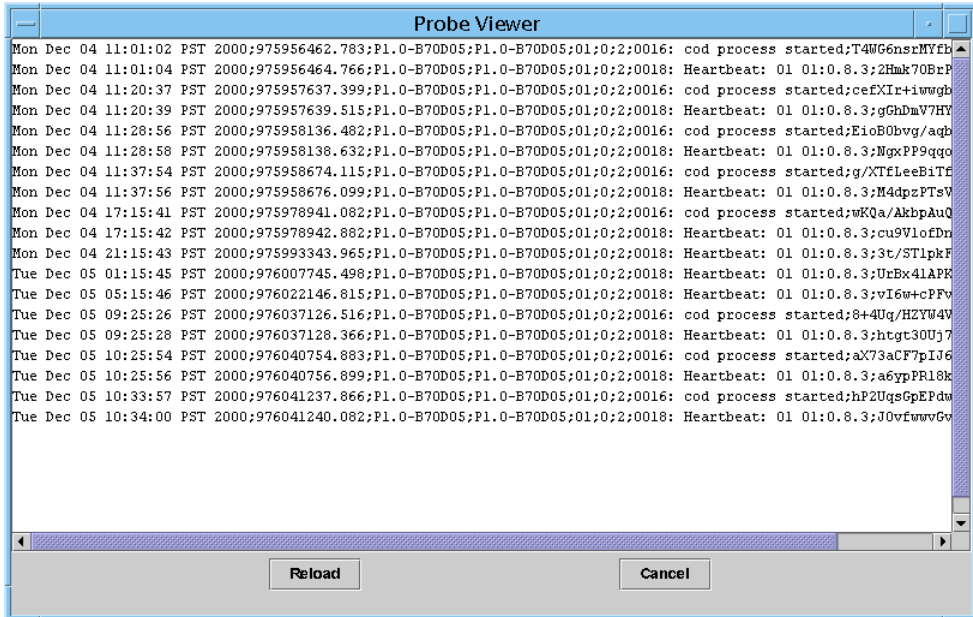 Probe Viewer
Mon Dec 04 11:01:02 PST 2000;975956462.783;P1.0-B70D05;P1.0-B70D05;01;0;2;0016: cod process started;T4WG6nsrMYfb
Mon Dec 04 11:01:04 PST 2000;975956464.766;P1.0-B70D05;P1.0-B70D05;01;0;2;0018: Heartbeat: 01 01:0.8.3;2Hmk7OBrP
Mon Dec 04 11:20:37 PST 2000;975957637.399;P1.0-B70D05;P1.0-B70D05;01;0;2;0016: cod process started;cefXIr+iwwgb
Mon Dec 04 11:20:39 PST 2000;975957639.515;P1.0-B70D05;P1.0-B70D05;01;0;2;0018: Heartbeat: 01 01:0.8.3;gGhDmV7HY
Mon Dec 04 11:28:56 PST 2000;975958136.482;P1.0-B70D05;P1.0-B70D05;01;0;2;0016: cod process started;EioBObvg/aqb
Mon Dec 04 11:28:58 PST 2000;975958138.632;P1.0-B70D05;P1.0-B70D05;01;0;2;0018: Heartbeat: 01 01:0.8.3;NgxPP9qqo
Mon Dec 04 11:37:54 PST 2000;975958674.115;P1.0-B70D05;P1.0-B70D05;01;0;2;0016: cod process started;g/XTfLeeBiTf
Mon Dec 04 11:37:56 PST 2000;975958676.099;P1.0-B70D05;P1.0-B70D05;01;0;2;0018: Heartbeat: 01 01:0.8.3;M4dpzPTsV
Mon Dec 04 17:15:41 PST 2000;975978941.082;P1.0-B70D05;P1.0-B70D05;01;0;2;0016: cod process started;wKQa/AkbpAuQ
Mon Dec 04 17:15:42 PST 2000;975978942.882;P1.0-B70D05;P1.0-B70D05;01;0;2;0018: Heartbeat: 01 01:0.8.3;cu9VlofDn
Mon Dec 04 21:15:43 PST 2000;975993343.965;P1.0-B70D05;P1.0-B70D05;01;0;2;0018: Heartbeat: 01 01:0.8.3;3t/STlpkF
Tue Dec 05 01:15:45 PST 2000;976007745.498;P1.0-B70D05;P1.0-B70D05;01;0;2;0018: Heartbeat: 01 01:0.8.3;UrBx4lAPK
Tue Dec 05 05:15:46 PST 2000;976022146.815;P1.0-B70D05;P1.0-B70D05;01;0;2;0018: Heartbeat: 01 01:0.8.3;vI6w+cPFv
Tue Dec 05 09:25:26 PST 2000;976037126.516;P1.0-B70D05;P1.0-B70D05;01;0;2;0016: cod process started;8+4Uq/HZYW4V
Tue Dec 05 09:25:28 PST 2000;976037128.366;P1.0-B70D05;P1.0-B70D05;01;0;2;0018: Heartbeat: 01 01:0.8.3;htgt3OUj7
Tue Dec 05 10:25:54 PST 2000;976040754.883;P1.0-B70D05;P1.0-B70D05;01;0;2;0016: cod process started;aX73aCF7pIJ6
Tue Dec 05 10:25:56 PST 2000;976040756.899;P1.0-B70D05;P1.0-B70D05;01;0;2;0018: Heartbeat: 01 01:0.8.3;a6ypPR18k
Tue Dec 05 10:33:57 PST 2000;976041237.866;P1.0-B70D05;P1.0-B70D05;01;0;2;0016: cod process started;hP2UqsGpEPdw
Tue Dec 05 10:34:00 PST 2000;976041240.082;P1.0-B70D05;P1.0-B70D05;01;0;2;0018: Heartbeat: 01 01:0.8.3;J0vfwwvGv
Reload Cancel